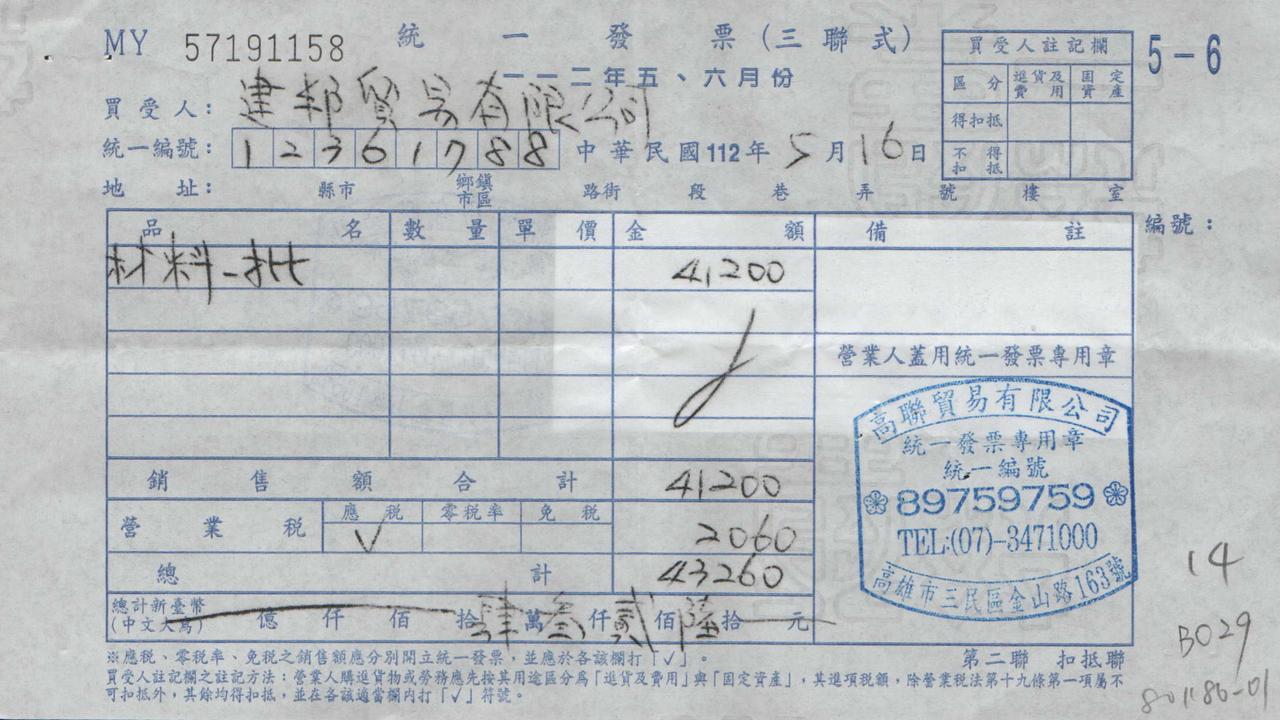 MY 57191158 統一發票(三聯式)
一一二年五、六月份
5-6
買受人註記欄
區分 進貨及費用 固定資產
得扣抵
不得扣抵
買受人: 建邦貿易有限公司
統一編號: 12361788 中華民國112年5月16日
地址: 縣市 鄉鎮市區 路街 段 巷 弄 號 樓 室
品名 數量 單價 金額 備註 編號:
材料一批 41,200
營業人蓋用統一發票專用章
銷售額合計 41200
營業稅 應稅 零稅率 免稅
V 2060
總計 43260
總計新臺幣(中文大寫) 億 仟 佰 拾 肆 萬 叁 仟 貳 佰 陸 拾 元
高聯貿易有限公司
統一發票專用章
統一編號
89759759
TEL:(07)-3471000
高雄市三民區金山路163號
14
B029
801186-01
※應稅、零稅率、免稅之銷售額應分別開立統一發票,並應於各該欄打「√」。
第二聯 扣抵聯
買受人註記欄之註記方法:營業人購進貨物或勞務應先按其用途區分為「進貨及費用」與「固定資產」,其進項稅額,除營業稅法第十九條第一項屬不
可扣抵外,其餘均得扣抵,並在各該適當欄內打「√」符號。